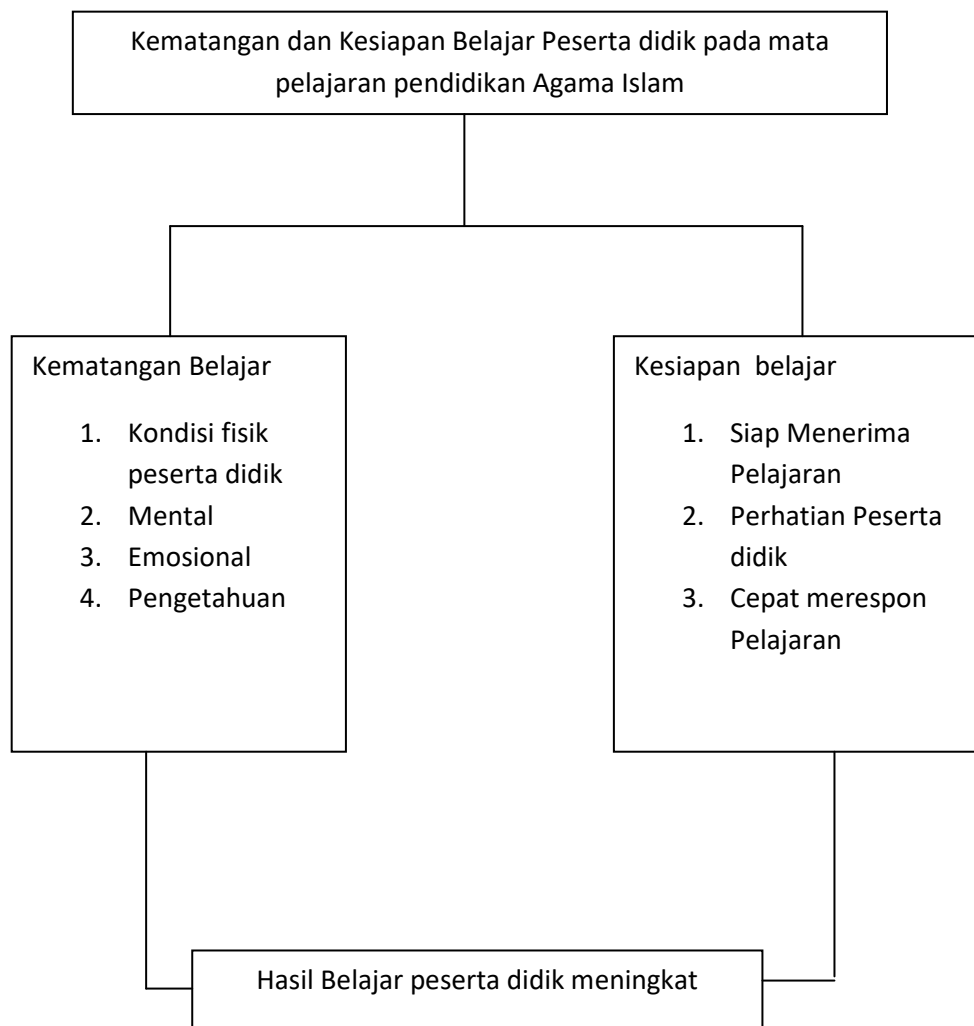 Kematangan dan Kesiapan Belajar Peserta didik pada mata
pelajaran pendidikan Agama Islam
Kematangan Belajar
1. Kondisi fisik
peserta didik
2. Mental
3. Emosional
4. Pengetahuan
Kesiapan belajar
1. Siap Menerima
Pelajaran
2. Perhatian Peserta
didik
3. Cepat merespon
Pelajaran
Hasil Belajar peserta didik meningkat